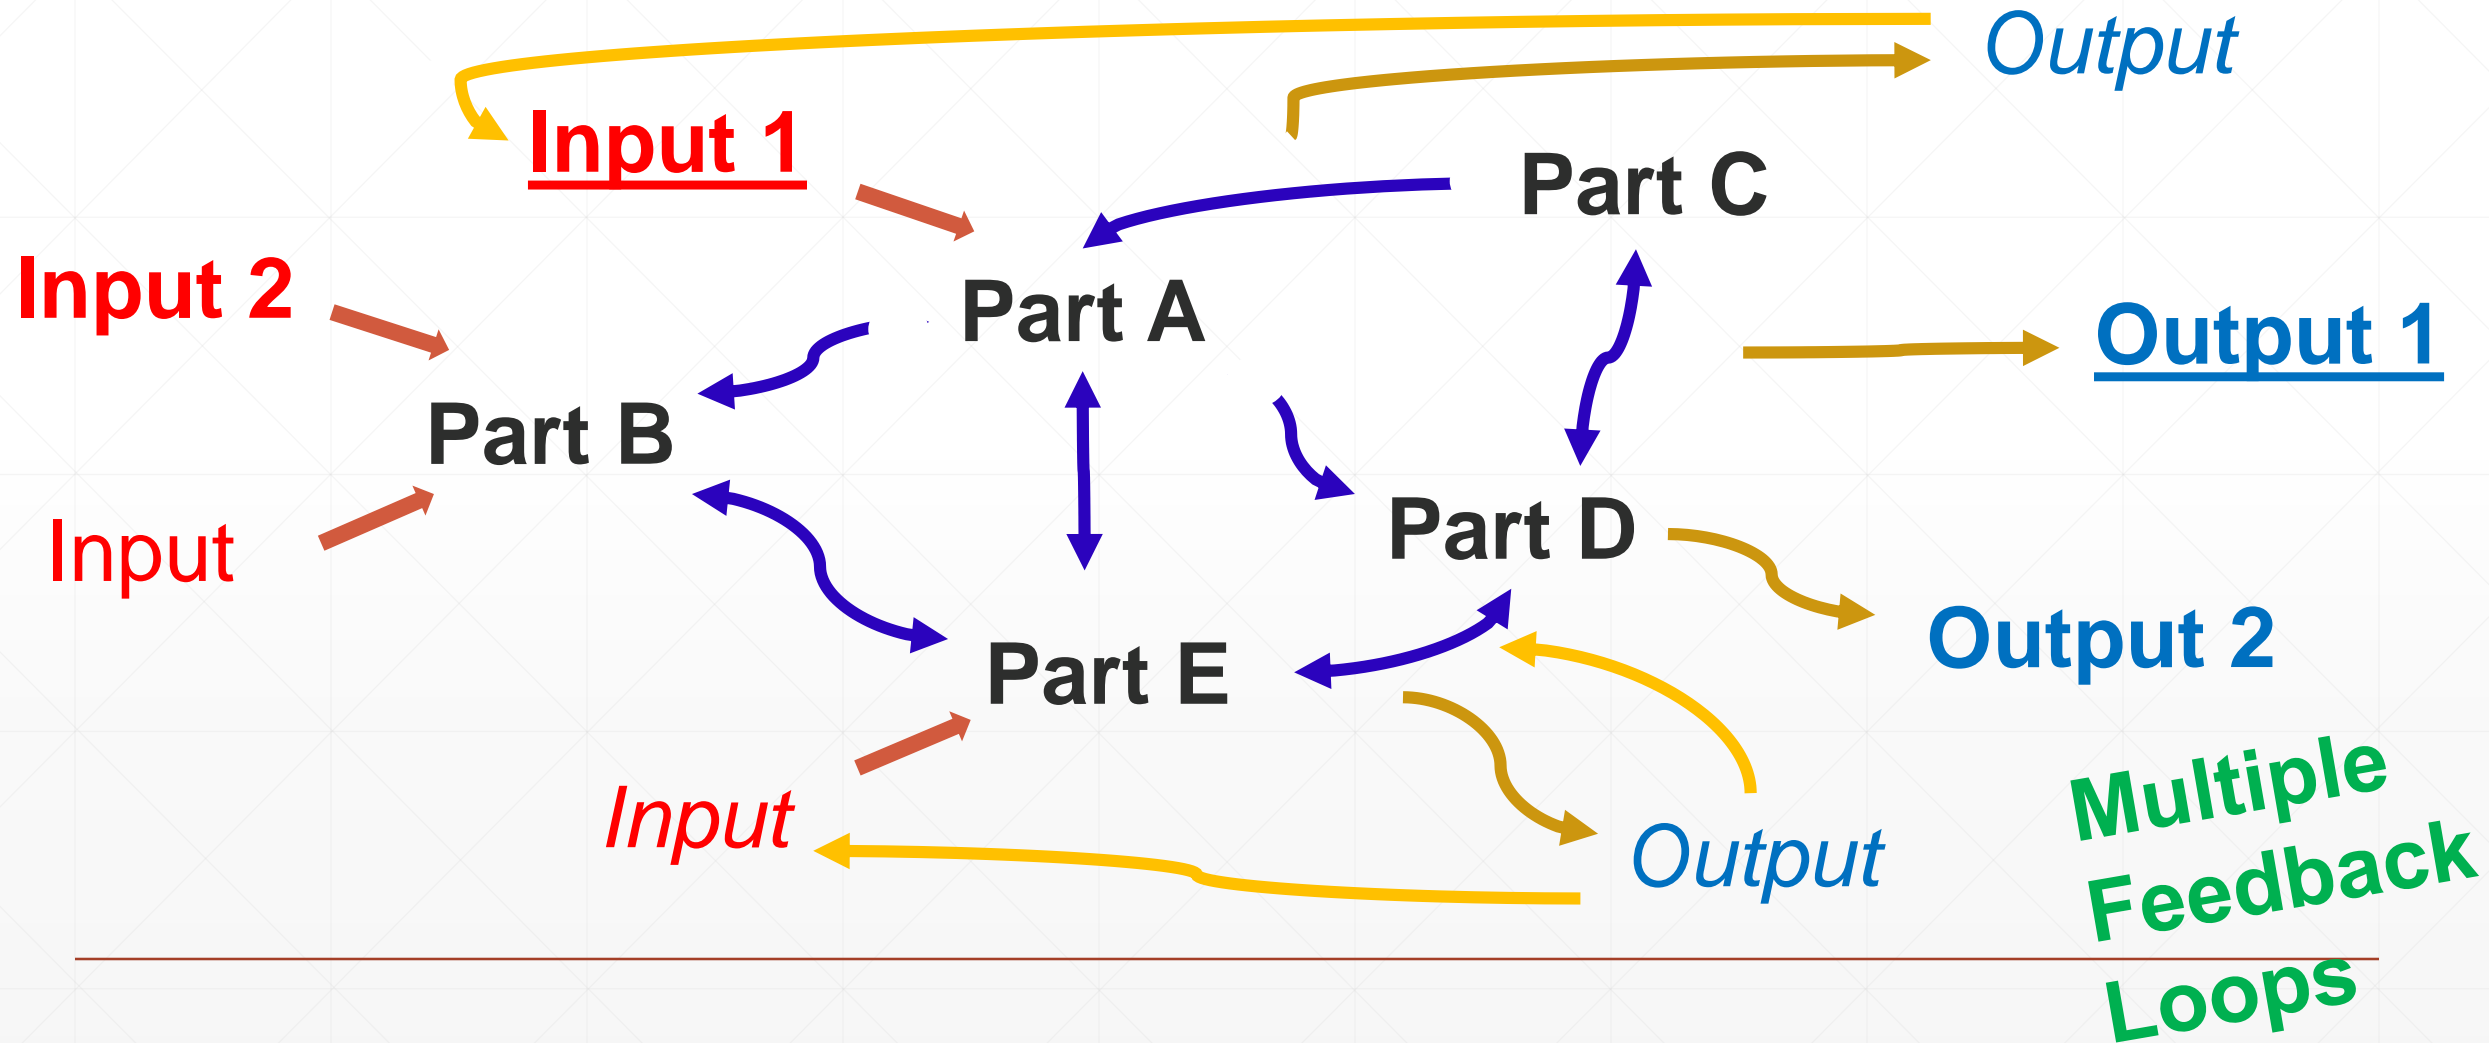 Output
Input 1
Part C
Input 2
Part A
Output 1
Part B
Part D
Input
Output 2
Part E
Input
Output
Multiple
Feedback
Loops